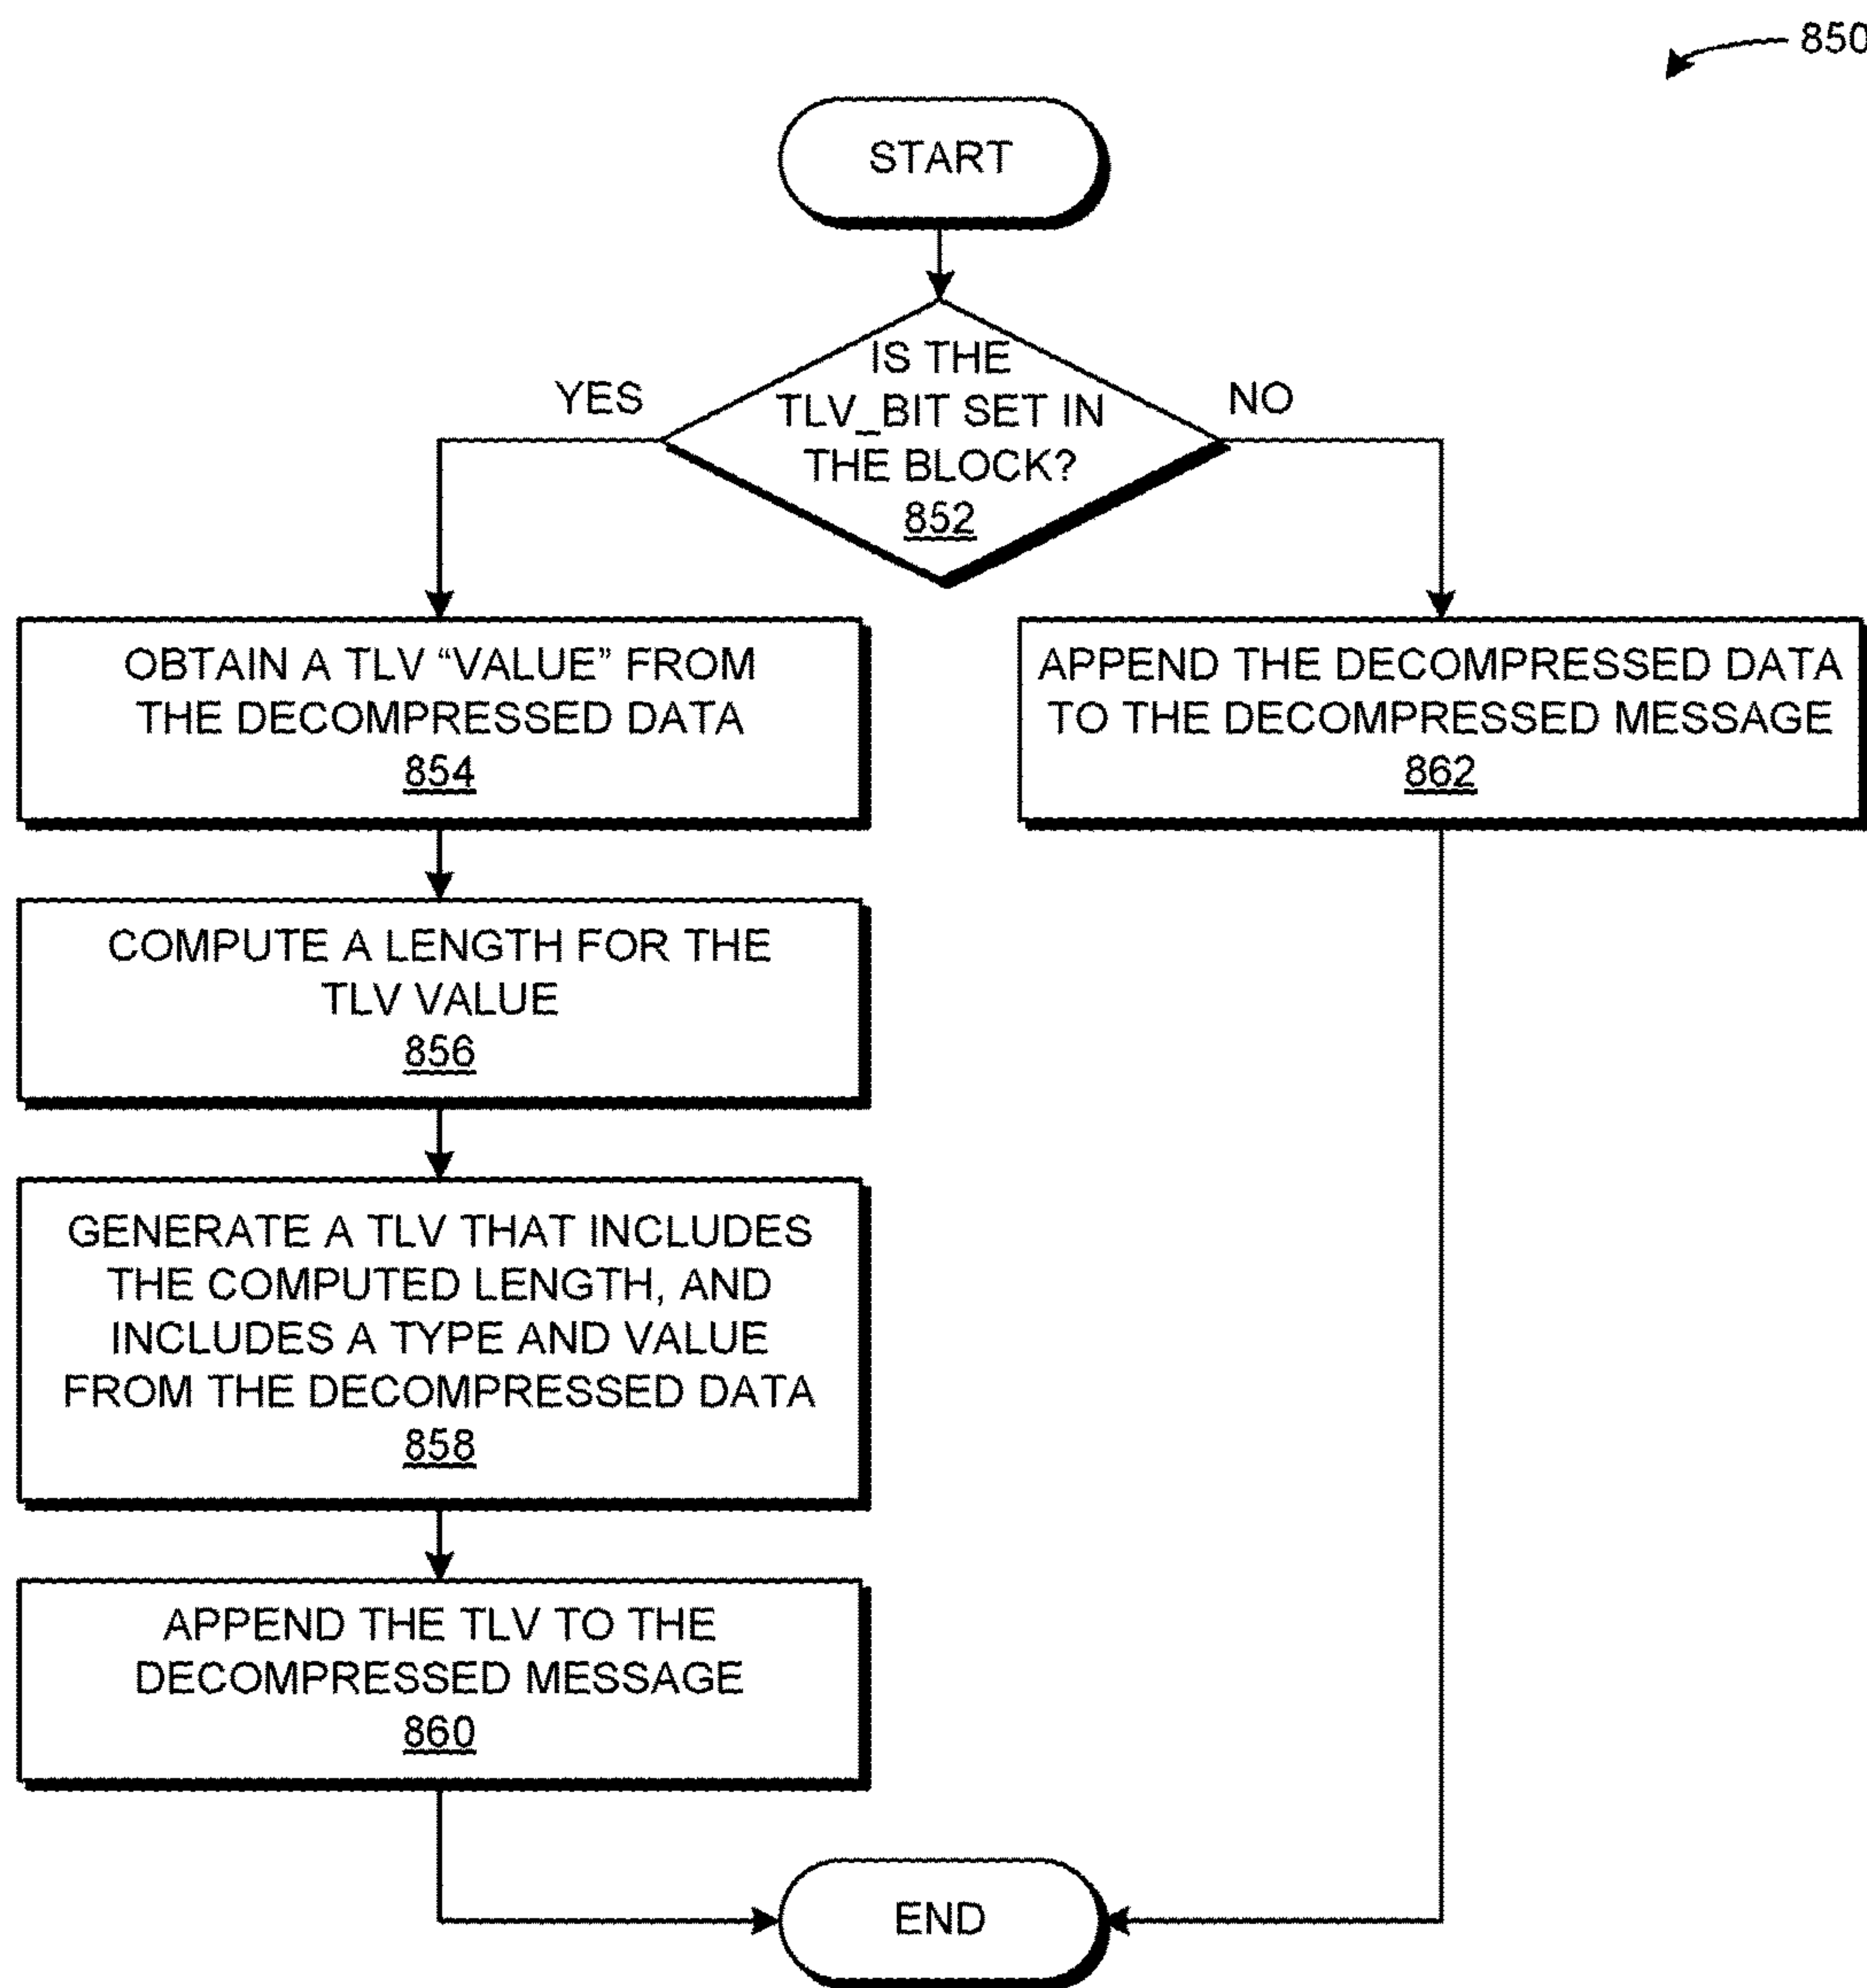 850
START
IS THE
TLV_BIT SET IN
THE BLOCK?
852
YES
NO
OBTAIN A TLV “VALUE” FROM
THE DECOMPRESSED DATA
854
APPEND THE DECOMPRESSED DATA
TO THE DECOMPRESSED MESSAGE
862
COMPUTE A LENGTH FOR THE
TLV VALUE
856
GENERATE A TLV THAT INCLUDES
THE COMPUTED LENGTH, AND
INCLUDES A TYPE AND VALUE
FROM THE DECOMPRESSED DATA
858
APPEND THE TLV TO THE
DECOMPRESSED MESSAGE
860
END